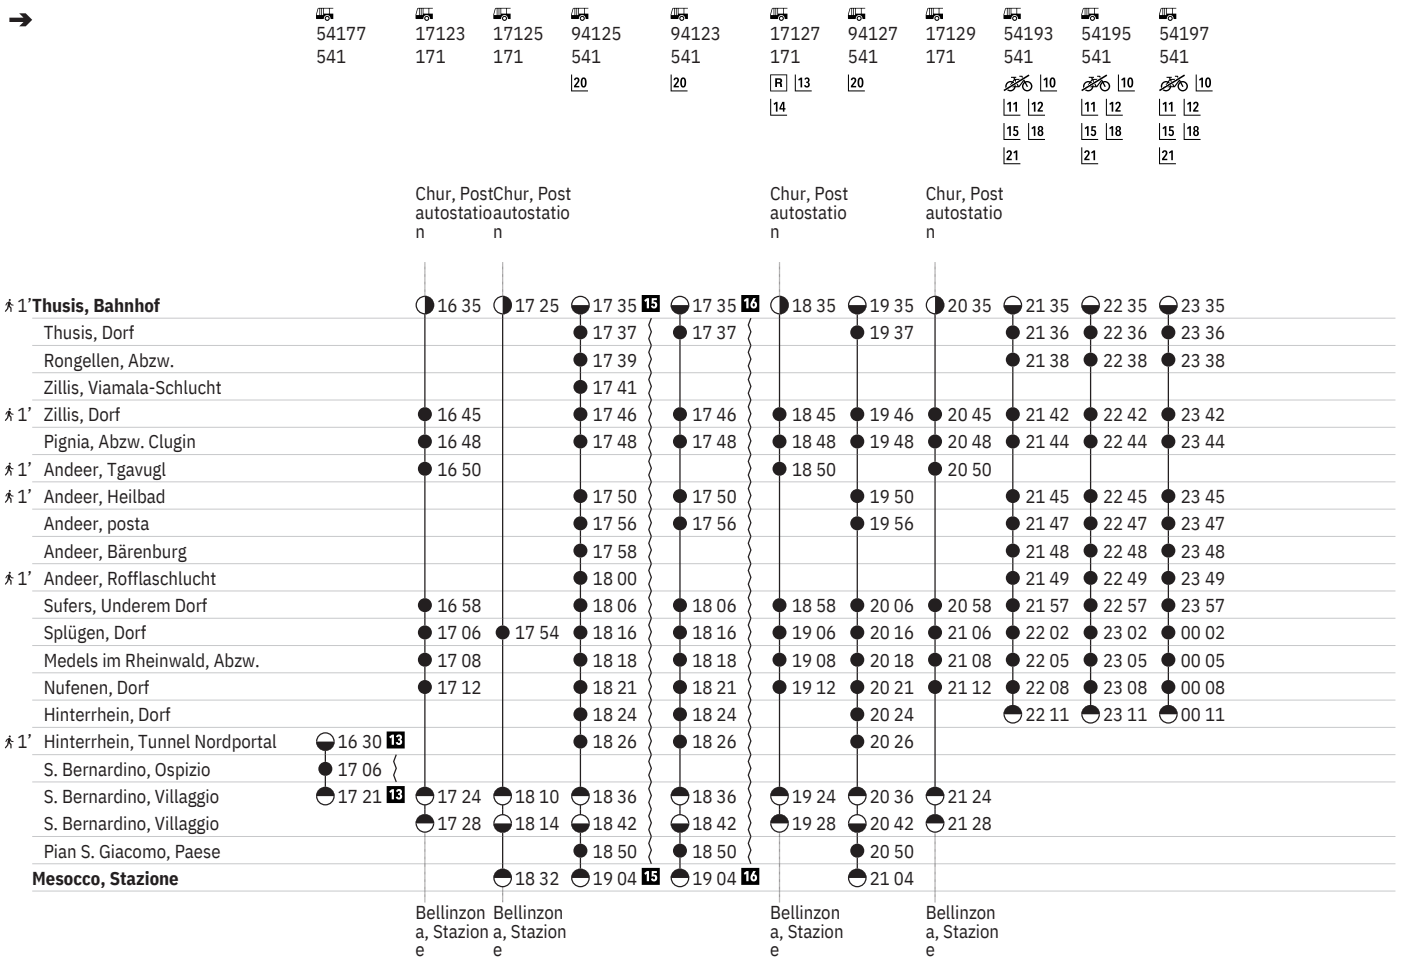 ➔
54177 17123 17125 94125 94123 17127 94127 17129 54193 54195 54197
541 171 171 541 541 171 541 171 541 541 541
20 20 R 13 20 10 10 10
14 11 12 11 12 11 12
15 18 15 18 15 18
21 21 21
Chur, Post Chur, Post Chur, Post Chur, Post
autostatio autostatio autostatio autostatio
n n n n
1’ Thusis, Bahnhof 16 35 17 25 17 35 15 17 35 16 18 35 19 35 20 35 21 35 22 35 23 35
Thusis, Dorf 17 37 17 37 19 37 21 36 22 36 23 36
Rongellen, Abzw. 17 39 21 38 22 38 23 38
Zillis, Viamala-Schlucht 17 41
1’ Zillis, Dorf 16 45 17 46 17 46 18 45 19 46 20 45 21 42 22 42 23 42
Pignia, Abzw. Clugin 16 48 17 48 17 48 18 48 19 48 20 48 21 44 22 44 23 44
1’ Andeer, Tgavugl 16 50 18 50 20 50
1’ Andeer, Heilbad 17 50 17 50 19 50 21 45 22 45 23 45
Andeer, posta 17 56 17 56 19 56 21 47 22 47 23 47
Andeer, Bärenburg 17 58 21 48 22 48 23 48
1’ Andeer, Rofflaschlucht 18 00 21 49 22 49 23 49
Sufers, Underem Dorf 16 58 18 06 18 06 18 58 20 06 20 58 21 57 22 57 23 57
Splügen, Dorf 17 06 17 54 18 16 18 16 19 06 20 16 21 06 22 02 23 02 00 02
Medels im Rheinwald, Abzw. 17 08 18 18 18 18 19 08 20 18 21 08 22 05 23 05 00 05
Nufenen, Dorf 17 12 18 21 18 21 19 12 20 21 21 12 22 08 23 08 00 08
Hinterrhein, Dorf 18 24 18 24 20 24 22 11 23 11 00 11
1’ Hinterrhein, Tunnel Nordportal 16 30 13 18 26 18 26 20 26
S. Bernardino, Ospizio 17 06
S. Bernardino, Villaggio 17 21 13 17 24 18 10 18 36 18 36 19 24 20 36 21 24
S. Bernardino, Villaggio 17 28 18 14 18 42 18 42 19 28 20 42 21 28
Pian S. Giacomo, Paese 18 50 18 50 20 50
Mesocco, Stazione 18 32 19 04 15 19 04 16 21 04
Bellinzon Bellinzon Bellinzon Bellinzon
a, Stazion a, Stazion a, Stazion a, Stazion
e e e e